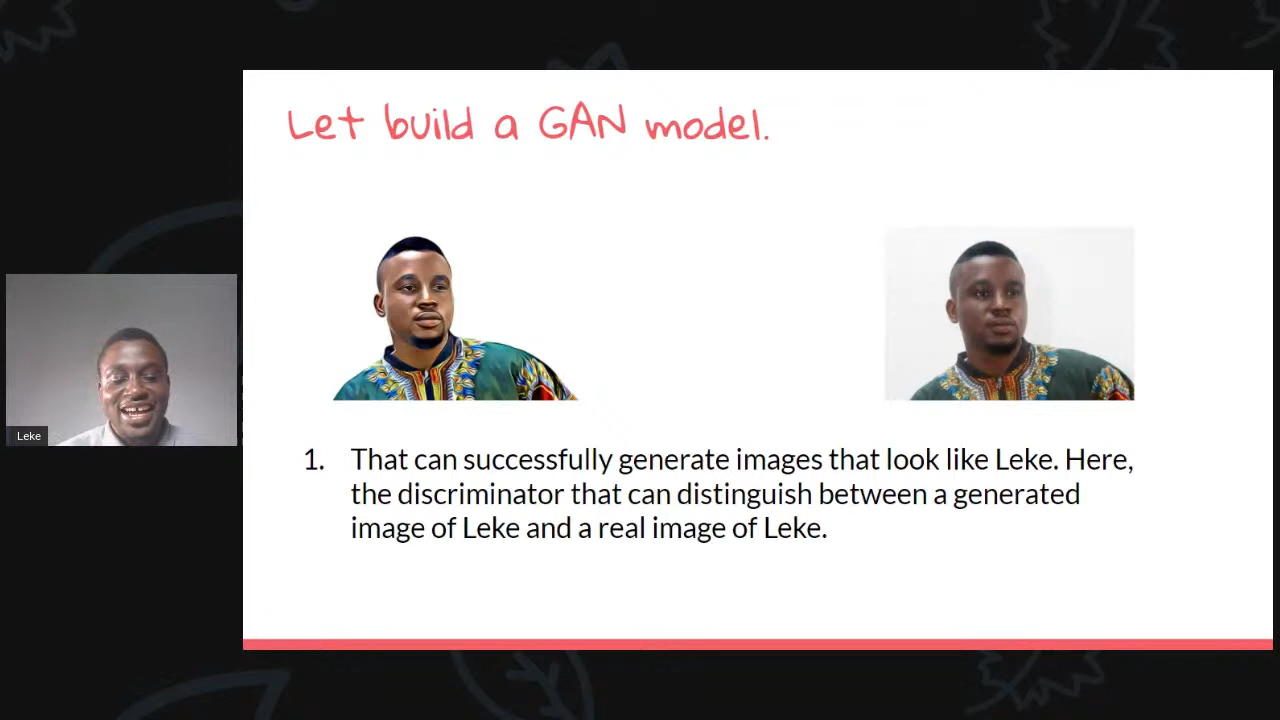 Let build a GAN model.
Leke
1. That can successfully generate images that look like Leke. Here,
the discriminator that can distinguish between a generated
image of Leke and a real image of Leke.